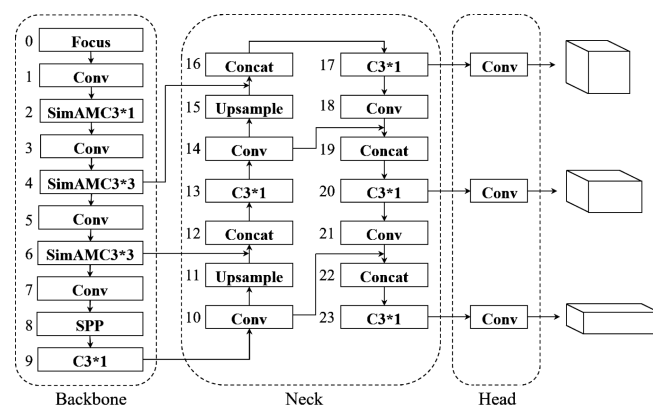 0 Focus
1 Conv
2 SimAMC3*1
3 Conv
4 SimAMC3*3
5 Conv
6 SimAMC3*3
7 Conv
8 SPP
9 C3*1
Backbone
16 Concat
15 Upsample
14 Conv
13 C3*1
12 Concat
11 Upsample
10 Conv
17 C3*1
18 Conv
19 Concat
20 C3*1
21 Conv
22 Concat
23 C3*1
Neck
Conv
Conv
Conv
Head